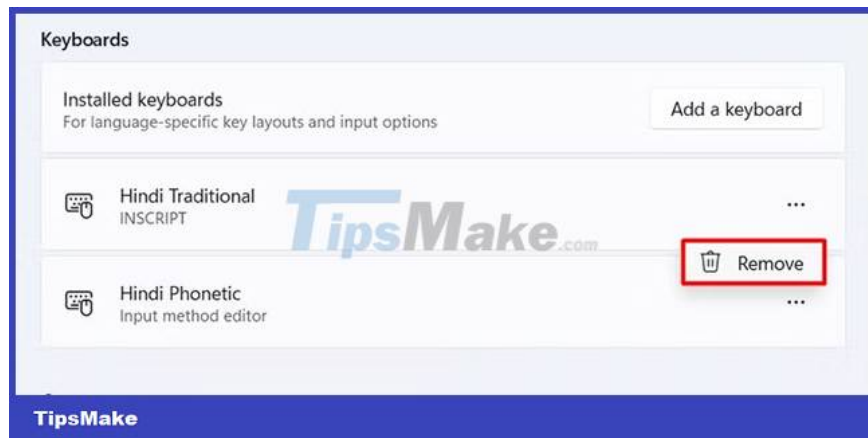 Keyboards
Installed keyboards
For language-specific key layouts and input options
Add a keyboard
Hindi Traditional
INSCRIPT
...
TipsMake.com
Remove
Hindi Phonetic
Input method editor
...
TipsMake